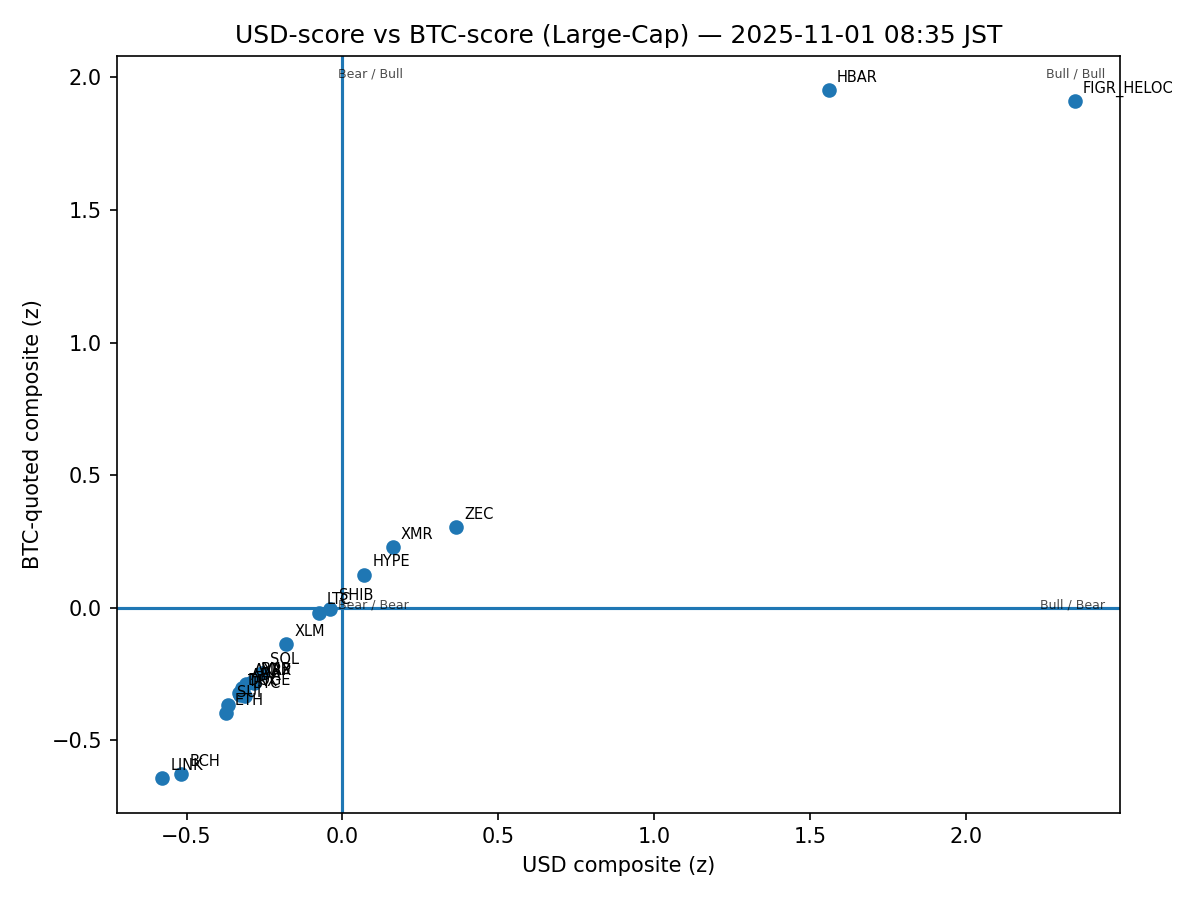 USD-score vs BTC-score (Large-Cap) — 2025-11-01 08:35 JST
Bear / Bull
Bull / Bull
HBAR
FIGR_HELOC
ZEC
XMR
HYPE
SHIB
LTC
Bear / Bear
Bull / Bear
XLM
SOL
DOGE
SUI
ETH
BCH
LINK
2.0
1.5
1.0
0.5
0.0
−0.5
BTC-quoted composite (z)
−0.5
0.0
0.5
1.0
1.5
2.0
USD composite (z)